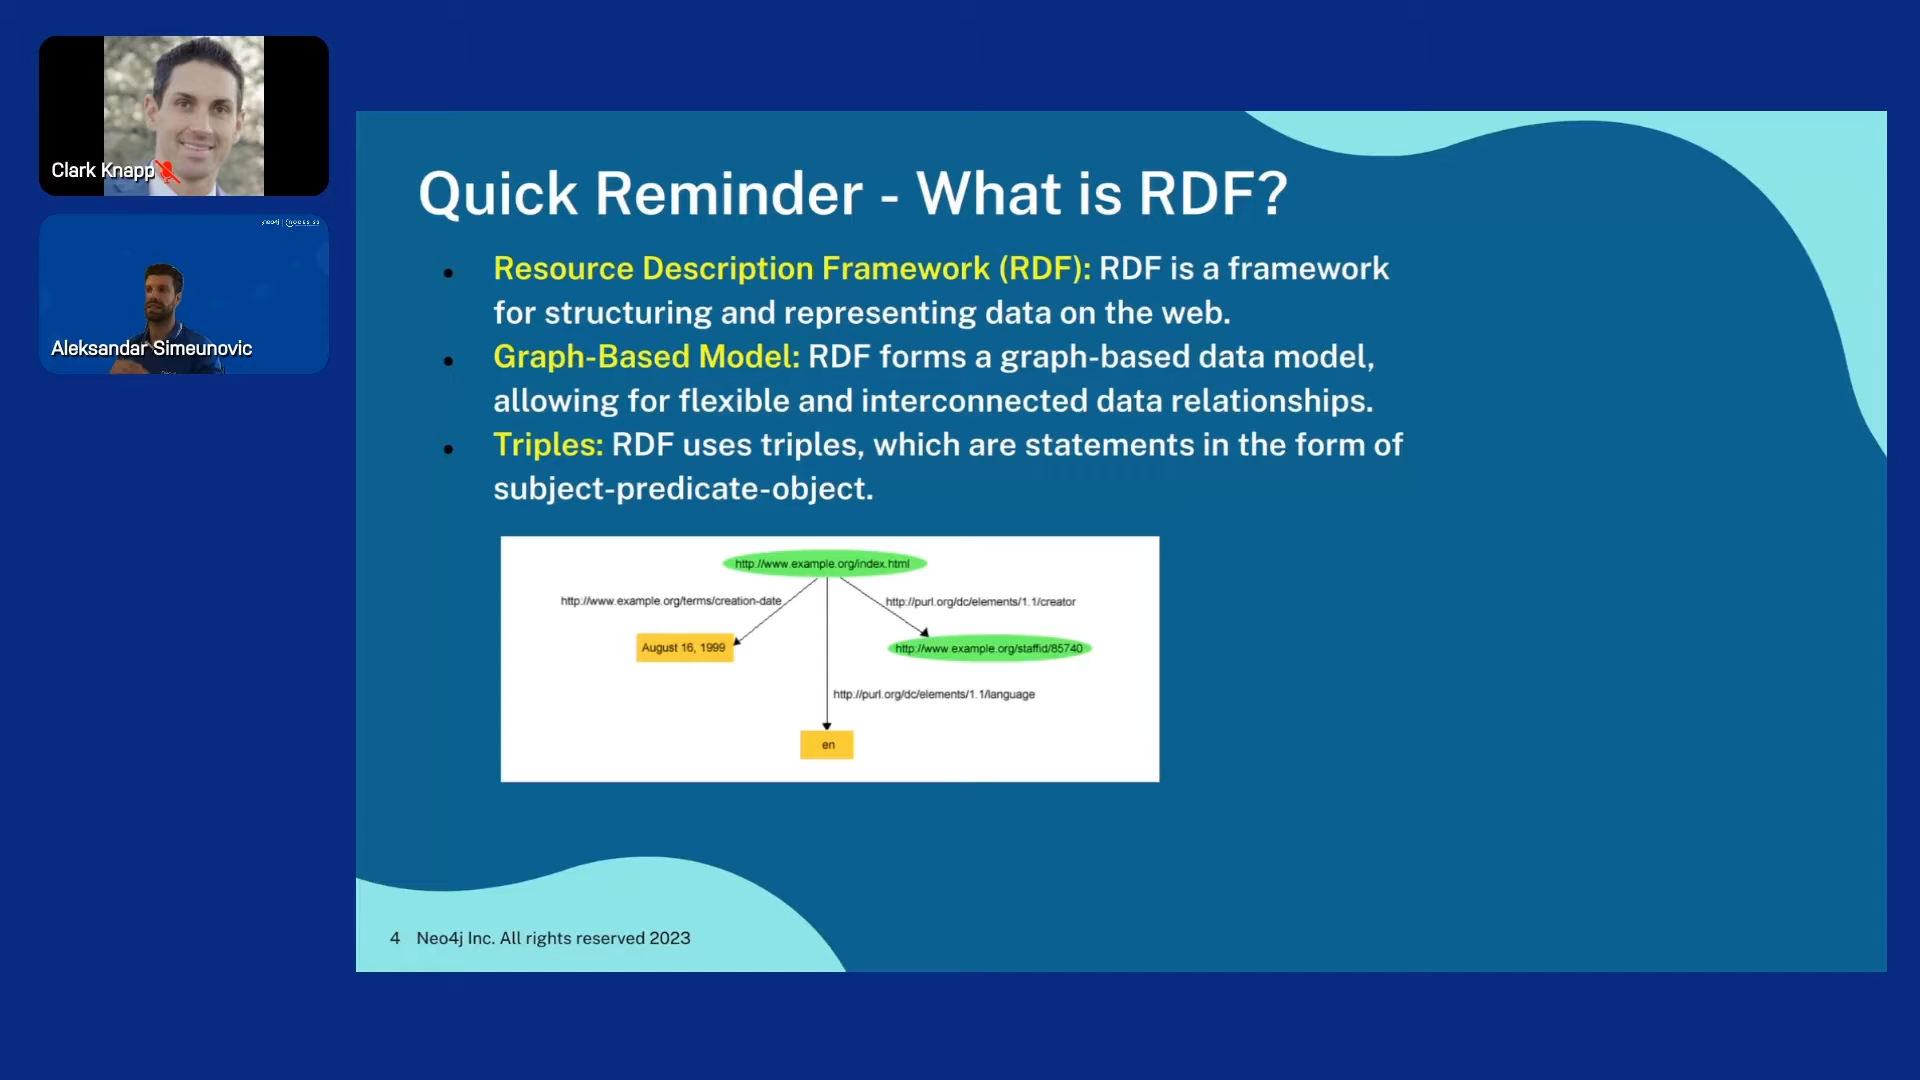 Clark Knapp
Aleksandar Simeunovic
Quick Reminder - What is RDF?
Resource Description Framework (RDF): RDF is a framework
for structuring and representing data on the web.
Graph-Based Model: RDF forms a graph-based data model,
allowing for flexible and interconnected data relationships.
Triples: RDF uses triples, which are statements in the form of
subject-predicate-object.
http://www.example.org/index.html
http://www.example.org/terms/creation-date
http://purl.org/dc/elements/1.1/creator
August 16, 1999
http://www.example.org/staffid/85740
http://purl.org/dc/elements/1.1/language
en
4 Neo4j Inc. All rights reserved 2023